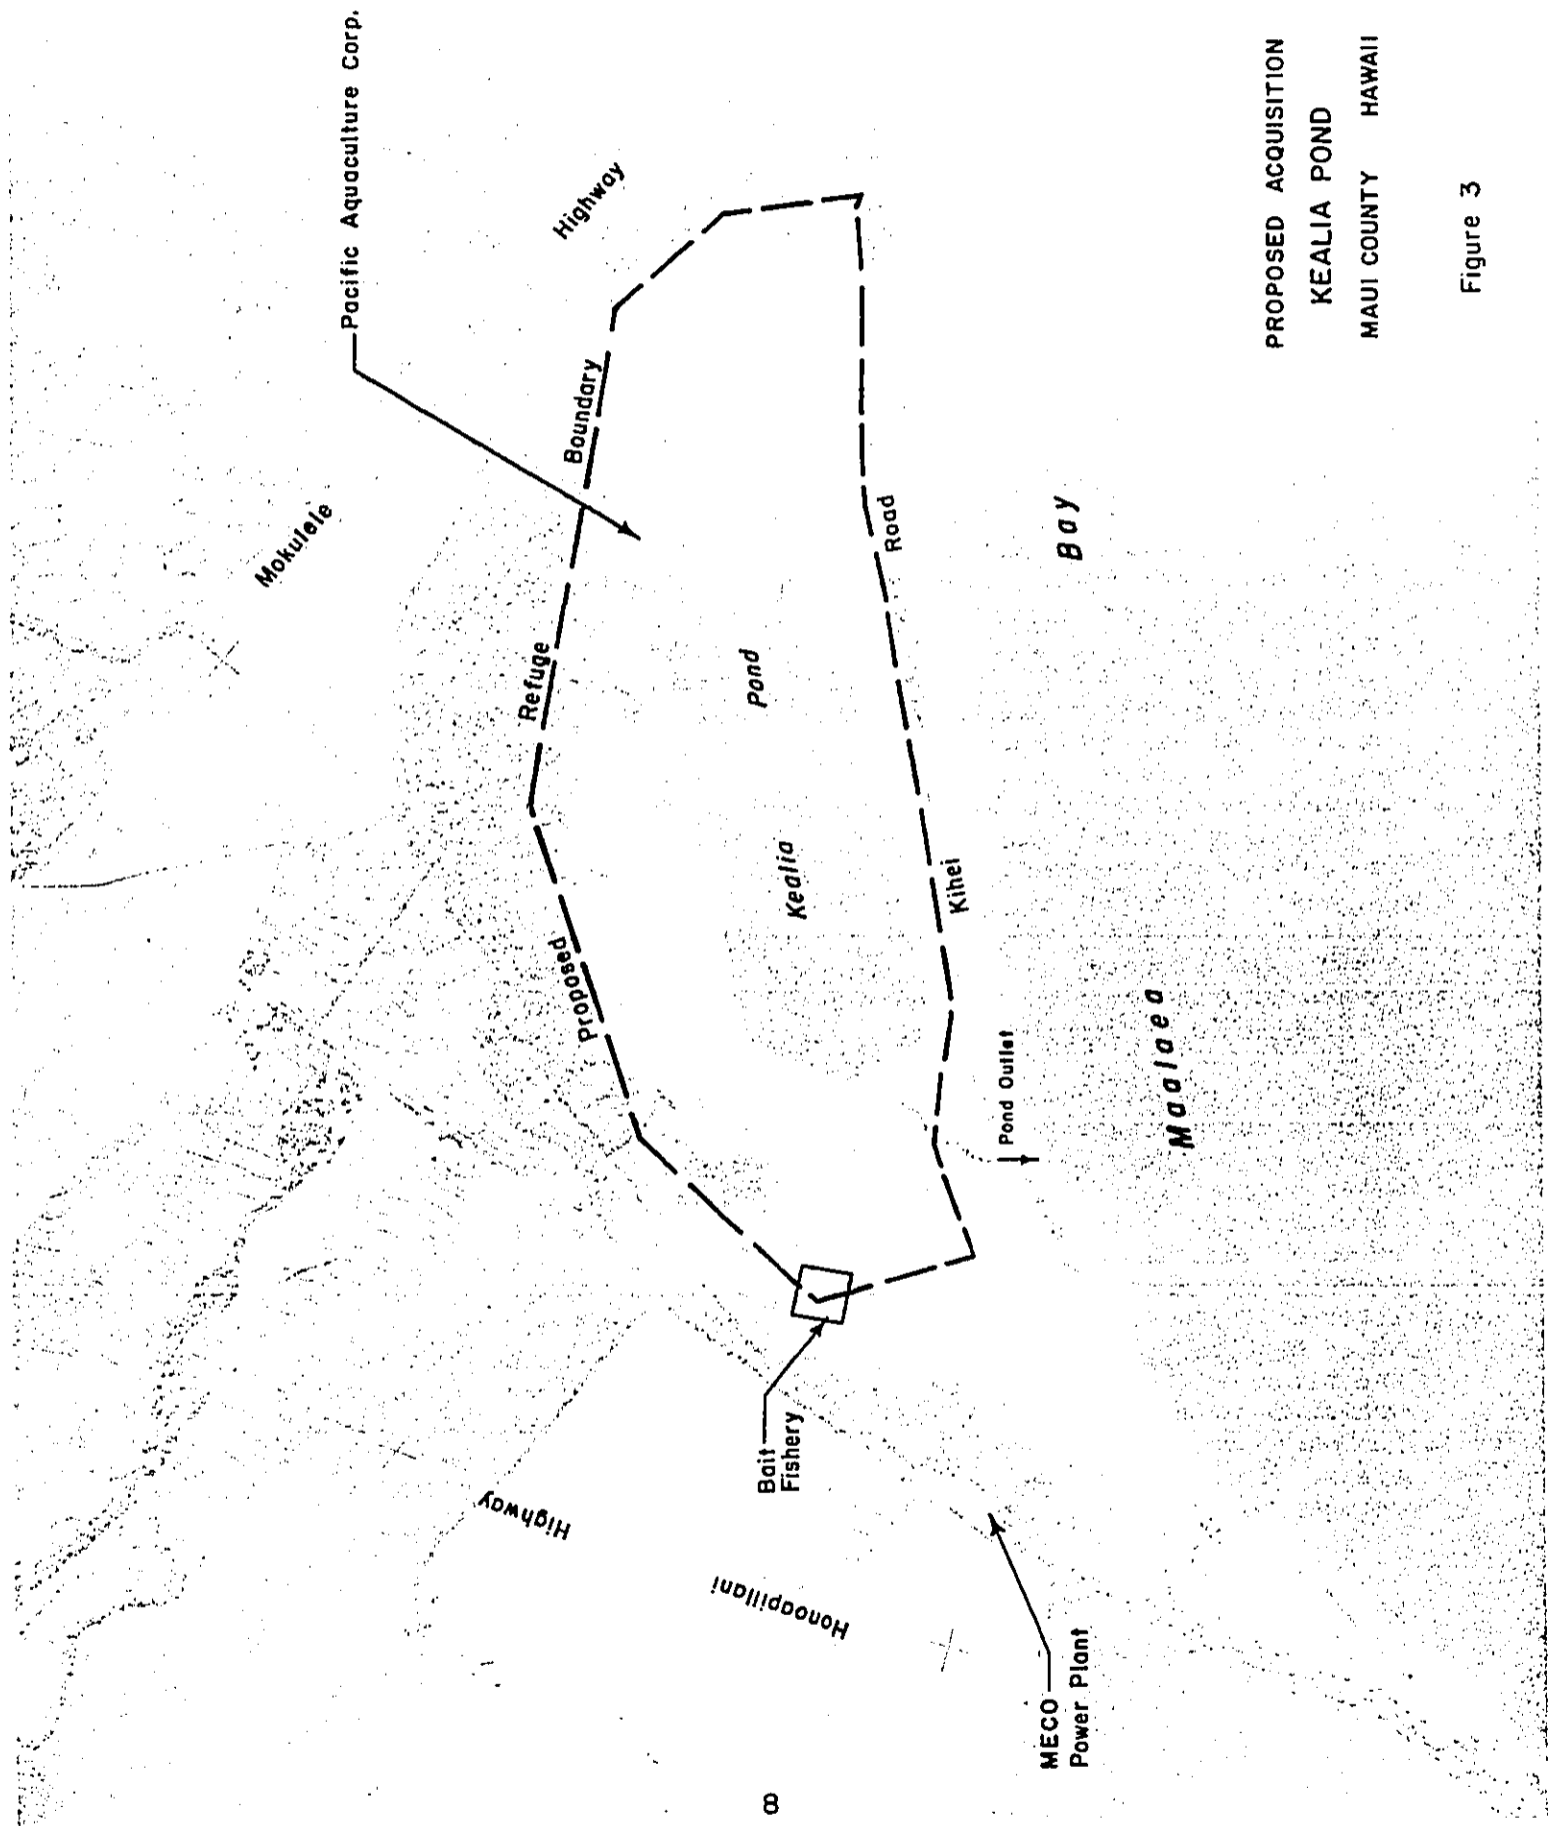 Pacific Aquaculture Corp.
Mokulele
Highway
Proposed Refuge Boundary
Kealia Pond
Kihei Road
Pond Outlet
Maalaea Bay
Bait
Fishery
Honoapiilani
Highway
MECO
Power Plant
PROPOSED ACQUISITION
KEALIA POND
MAUI COUNTY HAWAII
Figure 3
8